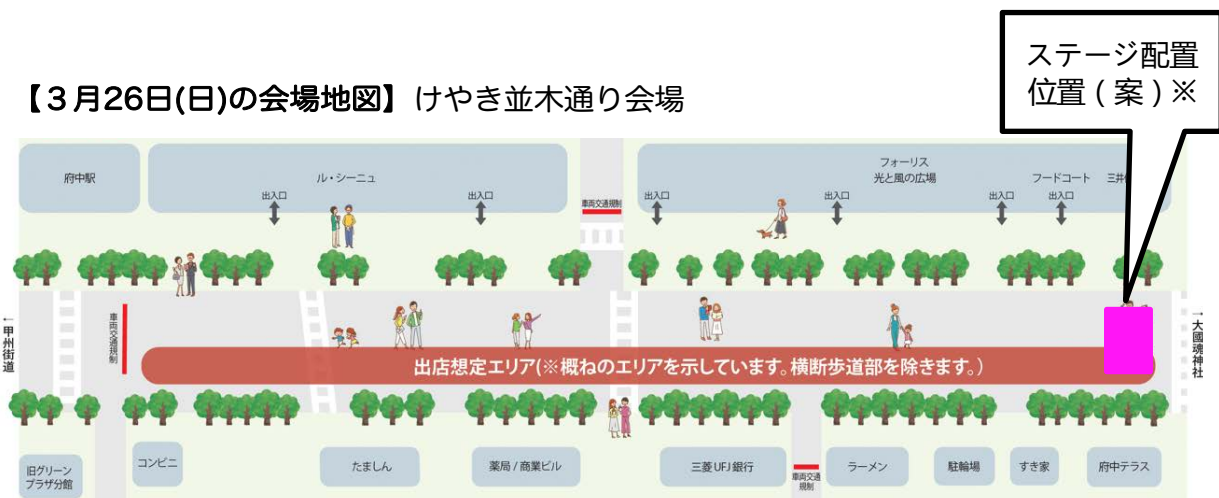 ステージ配置
位置(案)※
【3月26日(日)の会場地図】けやき並木通り会場
府中駅
ル・シーニュ
出入口
出入口
車両交通規制
フォーリス
光と風の広場
フードコート
三井
出入口
出入口
出入口
出入口
←甲州街道
車両交通規制
出店想定エリア(※概ねのエリアを示しています。横断歩道部を除きます。)
→大國魂神社
旧グリーン
プラザ分館
コンビニ
たましん
薬局/商業ビル
三菱UFJ銀行
車両交通
規制
ラーメン
駐輪場
すき家
府中テラス